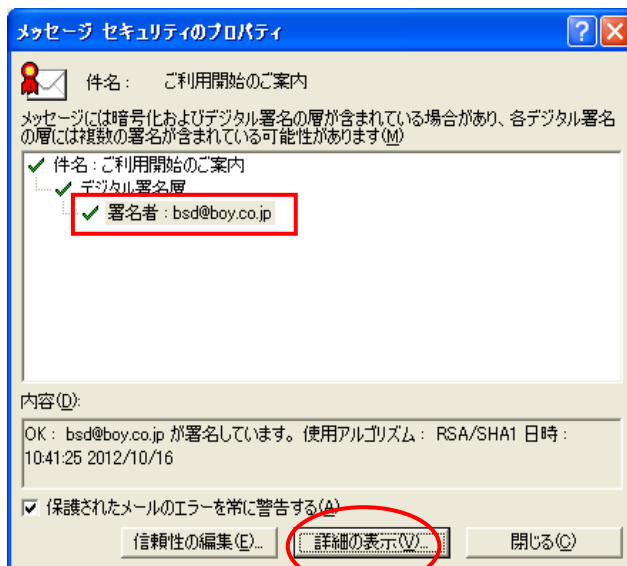 メッセージ セキュリティのプロパティ
件名： ご利用開始のご案内
メッセージには暗号化およびデジタル署名の層が含まれている場合があり、各デジタル署名
の層には複数の署名が含まれている可能性があります(M)
件名：ご利用開始のご案内
デジタル署名層
署名者：bsd@boy.co.jp
内容(D):
OK： bsd@boy.co.jp が署名しています。使用アルゴリズム： RSA/SHA1 日時：
10:41:25 2012/10/16
保護されたメールのエラーを常に警告する(A)
信頼性の編集(E)... 詳細の表示(V)... 閉じる(C)